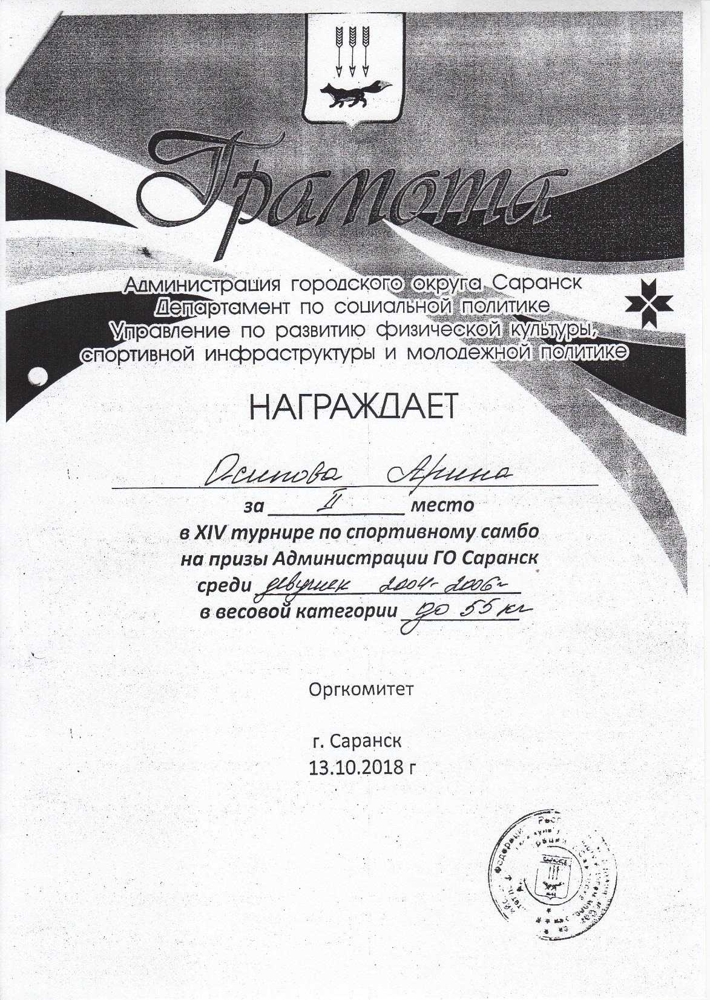 Грамота
Администрация городского округа Саранск
Департамент по социальной политике
Управление по развитию физической культуры,
спортивной инфраструктуры и молодежной политике
НАГРАЖДАЕТ
Осипова Арина
за II место
в XIV турнире по спортивному самбо
на призы Администрации ГО Саранск
среди девушек 2004-2006г
в весовой категории до 55 кг
Оргкомитет
г. Саранск
13.10.2018 г